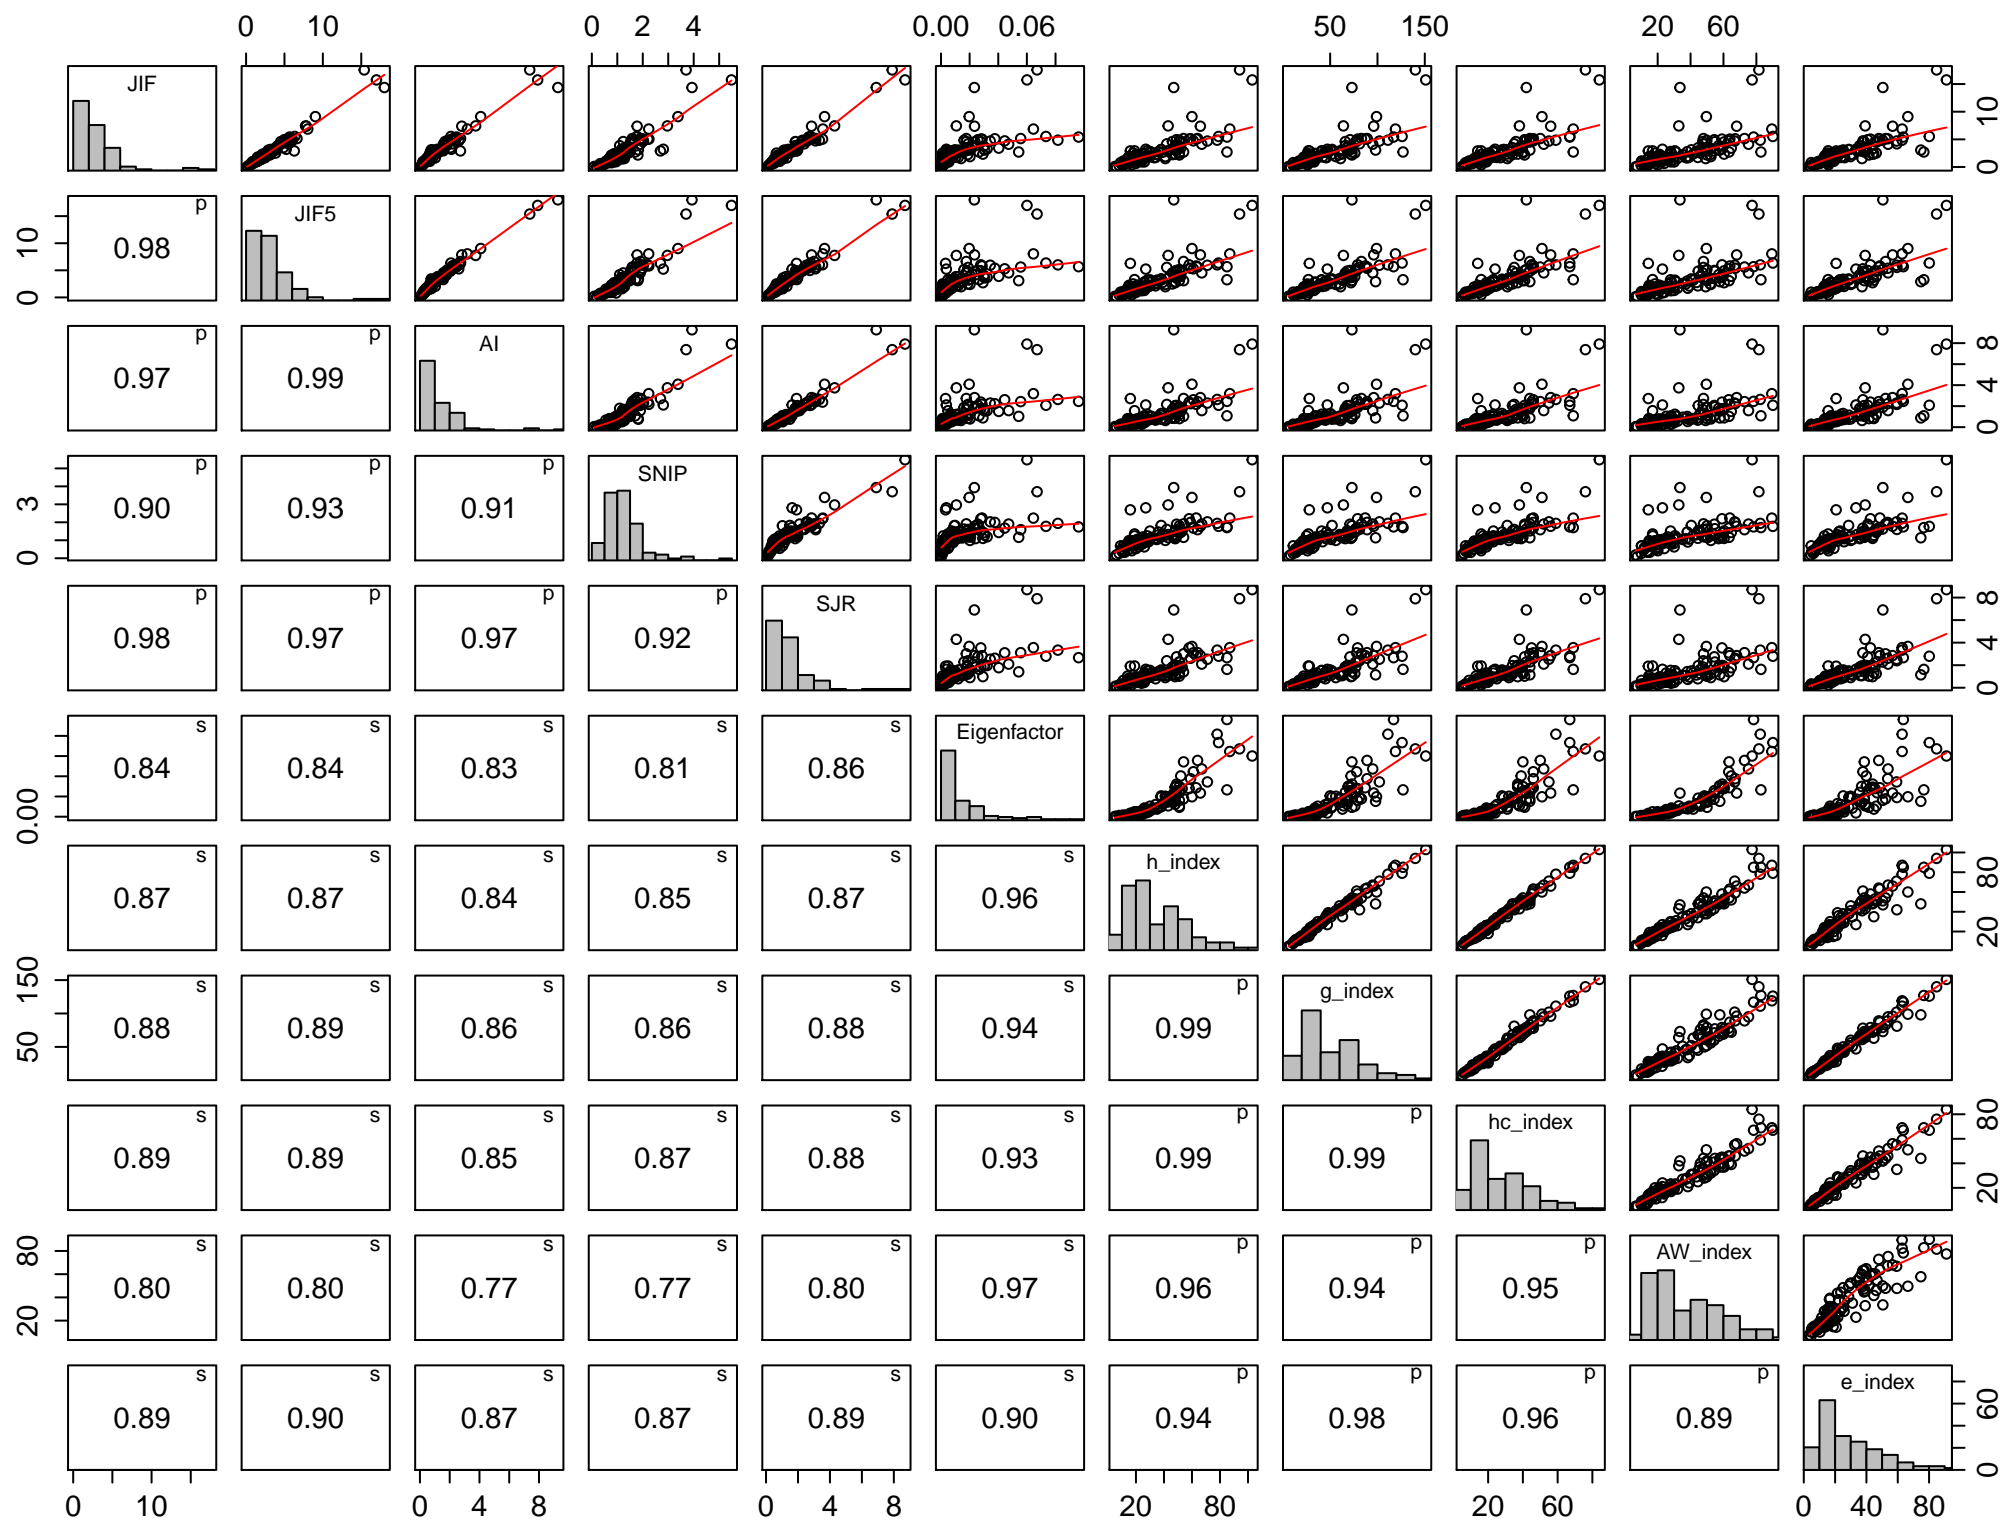 0 10 0 2 4 0.00 0.06 50 150 20 60
JIF 0 10
0 10 0.98 p JIF5
0.97 p 0.99 p AI 0 4 8
0 3 0.90 p 0.93 p 0.91 p SNIP
0.98 p 0.97 p 0.97 p 0.92 p SJR 0 4 8
0.00 0.84 s 0.84 s 0.83 s 0.81 s 0.86 s Eigenfactor
0.87 s 0.87 s 0.84 s 0.85 s 0.87 s 0.96 s h_index 20 80
50 150 0.88 s 0.89 s 0.86 s 0.86 s 0.88 s 0.94 s 0.99 p g_index
0.89 s 0.89 s 0.85 s 0.87 s 0.88 s 0.93 s 0.99 p 0.99 p hc_index 20 80
20 80 0.80 s 0.80 s 0.77 s 0.77 s 0.80 s 0.97 s 0.96 p 0.94 p 0.95 p AW_index
0.89 s 0.90 s 0.87 s 0.87 s 0.89 s 0.90 s 0.94 p 0.98 p 0.96 p 0.89 p e_index 0 60
0 10 0 4 8 0 4 8 20 80 20 60 0 40 80